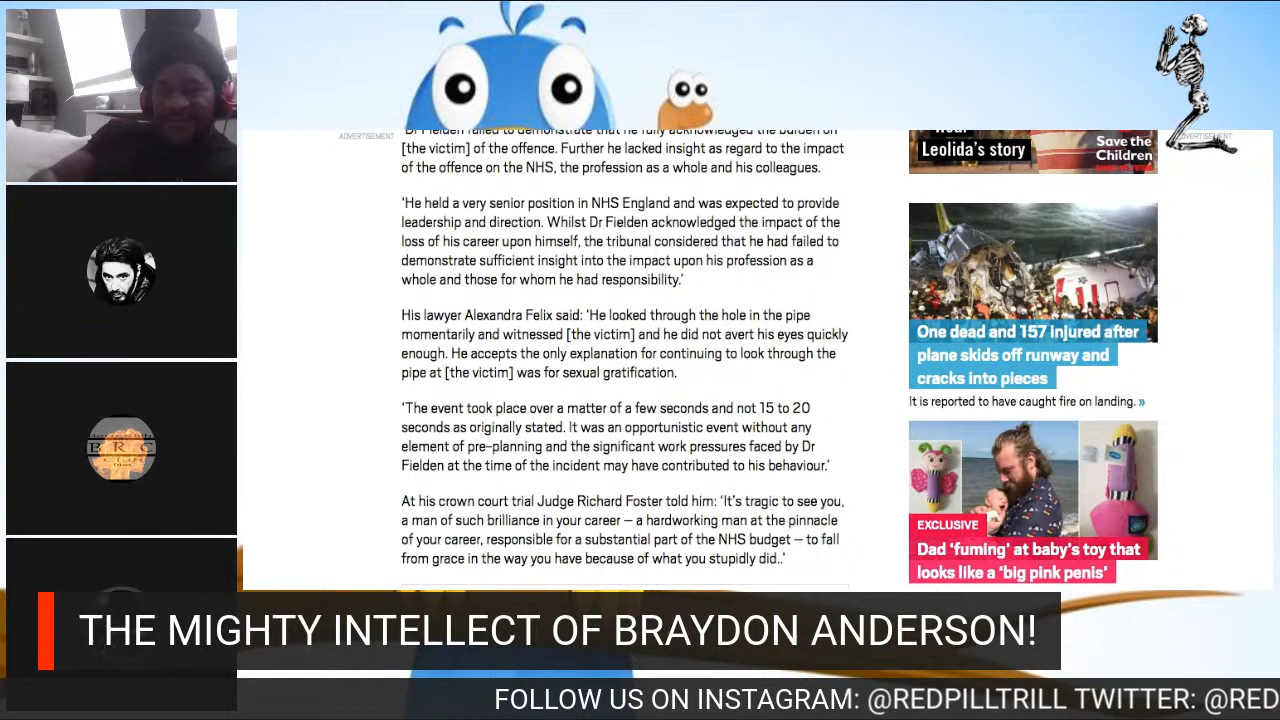 ADVERTISEMENT
'Dr Fielden failed to demonstrate that he fully acknowledged the burden on
[the victim] of the offence. Further he lacked insight as regard to the impact
of the offence on the NHS, the profession as a whole and his colleagues.
'He held a very senior position in NHS England and was expected to provide
leadership and direction. Whilst Dr Fielden acknowledged the impact of the
loss of his career upon himself, the tribunal considered that he had failed to
demonstrate sufficient insight into the impact upon his profession as a
whole and those for whom he had responsibility.'
His lawyer Alexandra Felix said: 'He looked through the hole in the pipe
momentarily and witnessed [the victim] and he did not avert his eyes quickly
enough. He accepts the only explanation for continuing to look through the
pipe at [the victim] was for sexual gratification.
'The event took place over a matter of a few seconds and not 15 to 20
seconds as originally stated. It was an opportunistic event without any
element of pre-planning and the significant work pressures faced by Dr
Fielden at the time of the incident may have contributed to his behaviour.'
At his crown court trial Judge Richard Foster told him: 'It's tragic to see you,
a man of such brilliance in your career – a hardworking man at the pinnacle
of your career, responsible for a substantial part of the NHS budget – to fall
from grace in the way you have because of what you stupidly did..'
Leolida's story
Save the
Children
ADVERTISEMENT
One dead and 157 injured after
plane skids off runway and
cracks into pieces
It is reported to have caught fire on landing. »
EXCLUSIVE
Dad 'fuming' at baby's toy that
looks like a 'big pink penis'
B R C
THE MIGHTY INTELLECT OF BRAYDON ANDERSON!
FOLLOW US ON INSTAGRAM: @REDPILLTRILL TWITTER: @RED